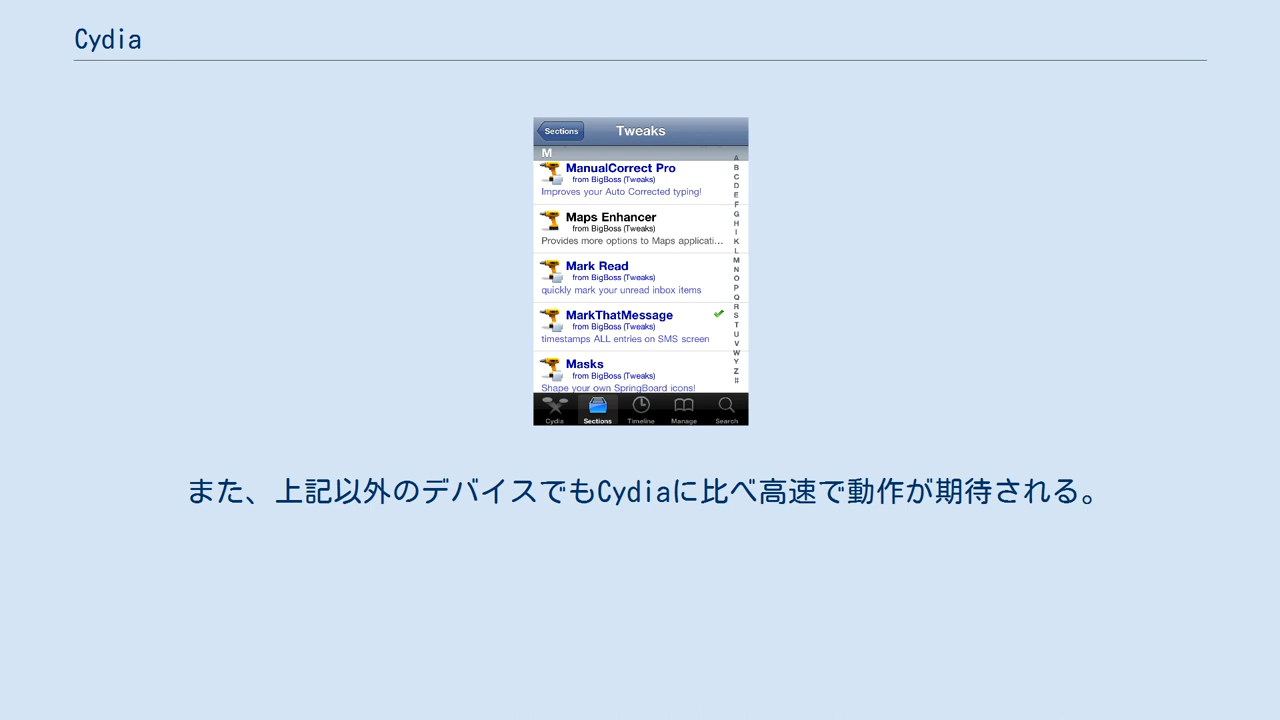 Cydia
Sections
Tweaks
M
ManualCorrect Pro
from BigBoss (Tweaks)
Improves your Auto Corrected typing!
Maps Enhancer
from BigBoss (Tweaks)
Provides more options to Maps applicati...
Mark Read
from BigBoss (Tweaks)
quickly mark your unread inbox items
MarkThatMessage
from BigBoss (Tweaks)
timestamps ALL entries on SMS screen
Masks
from BigBoss (Tweaks)
Shape your own SpringBoard icons!
A
B
C
D
E
F
G
H
I
K
L
M
N
O
P
Q
R
S
T
U
V
W
Y
Z
#
Cydia Sections Timeline Manage Search
また、上記以外のデバイスでもCydiaに比べ高速で動作が期待される。